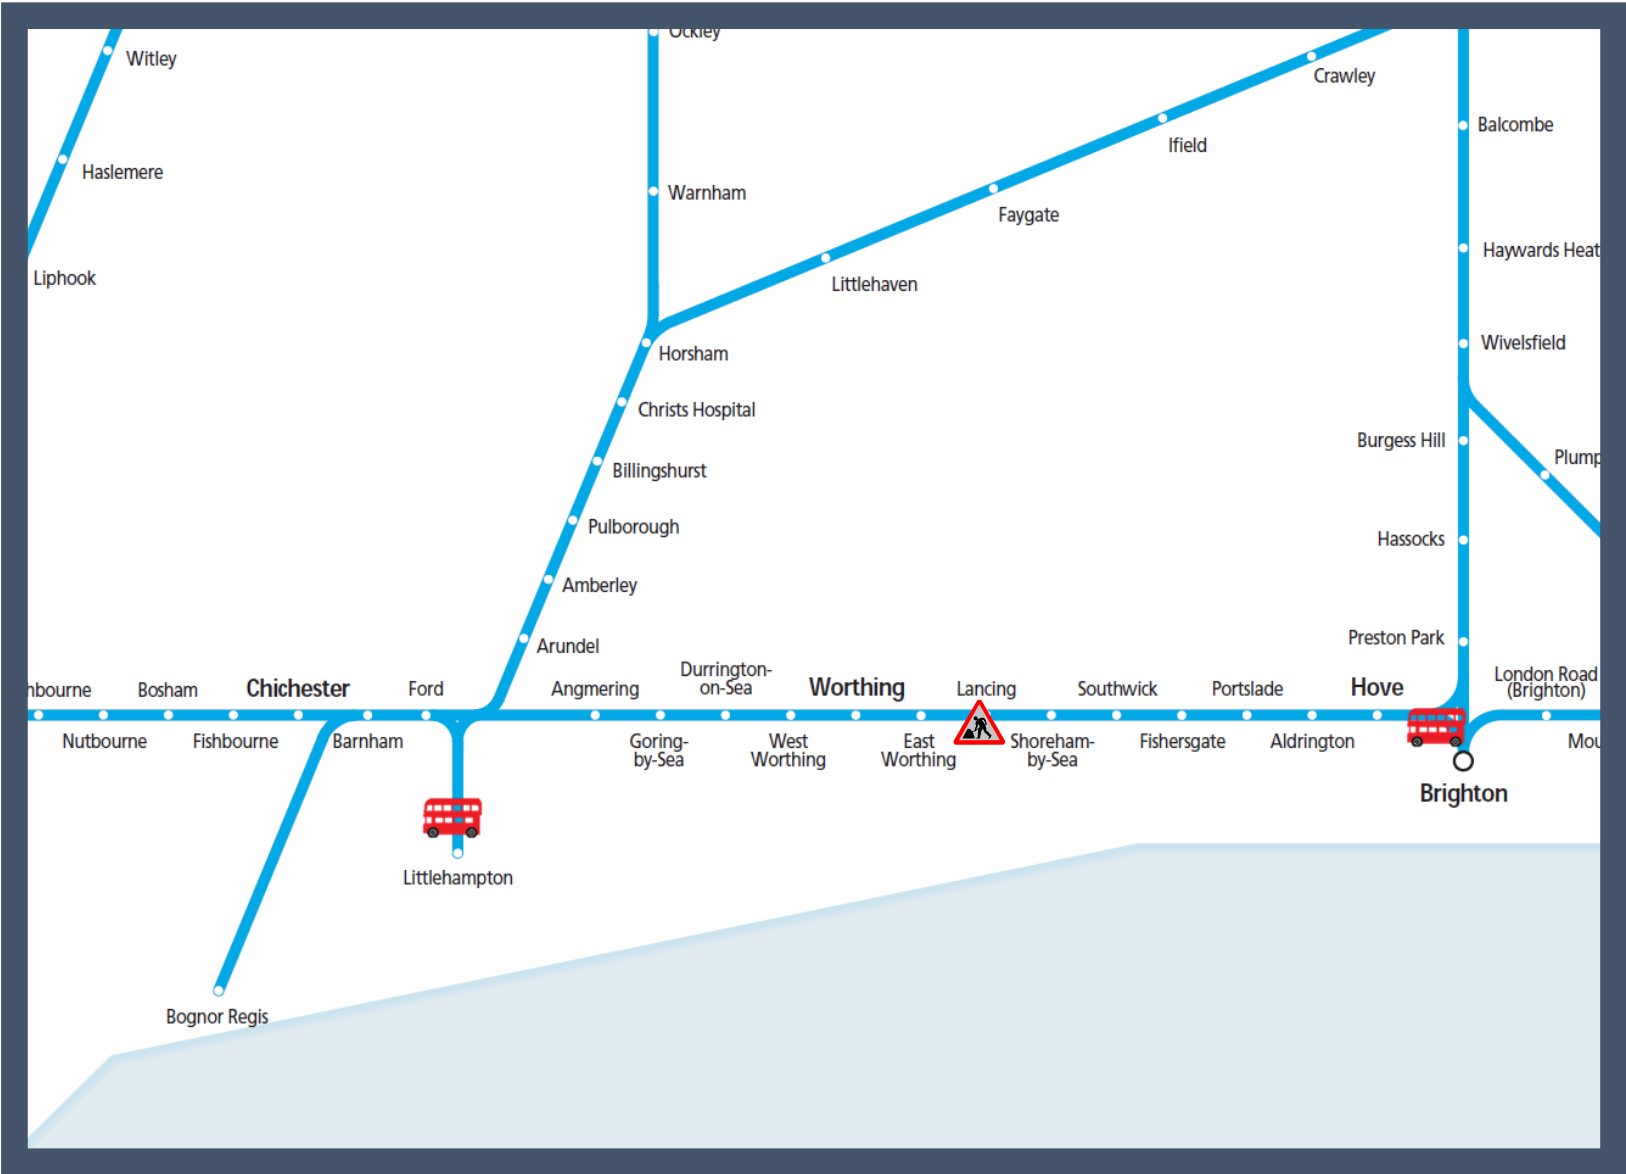 Ockley
Witley
Crawley
Balcombe
Ifield
Haslemere
Warnham
Faygate
Haywards Heat
Liphook
Littlehaven
Wivelsfield
Horsham
Christs Hospital
Burgess Hill
Plump
Billingshurst
Pulborough
Hassocks
Amberley
Preston Park
Arundel
hbourne
Bosham
Chichester
Ford
Angmering
Durrington-
on-Sea
Worthing
Lancing
Southwick
Portslade
Hove
London Road
(Brighton)
Nutbourne
Fishbourne
Barnham
Goring-
by-Sea
West
Worthing
East
Worthing
Shoreham-
by-Sea
Fishersgate
Aldrington
Mou
Brighton
Littlehampton
Bognor Regis